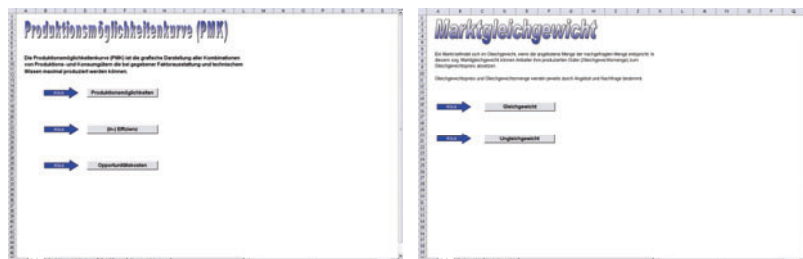 Produktionsmöglichkeitenkurve (PMK)
Die Produktionsmöglichkeitenkurve (PMK) ist die grafische Darstellung aller Kombinationen
von Produktions- und Konsumgütern die bei gegebener Faktorausstattung und technischem
Wissen maximal produziert werden können.
Produktionsmöglichkeiten
(In-) Effizienz
Opportunitätskosten
Marktgleichgewicht
Ein Markt befindet sich im Gleichgewicht, wenn die angebotene Menge der nachgefragten Menge entspricht. In
diesem sog. Marktgleichgewicht können Anbieter ihre produzierten Güter (Gleichgewichtsmenge) zum
Gleichgewichtspreis absetzen.
Gleichgewichtspreis und Gleichgewichtsmenge werden jeweils durch Angebot und Nachfrage bestimmt.
Gleichgewicht
Ungleichgewicht